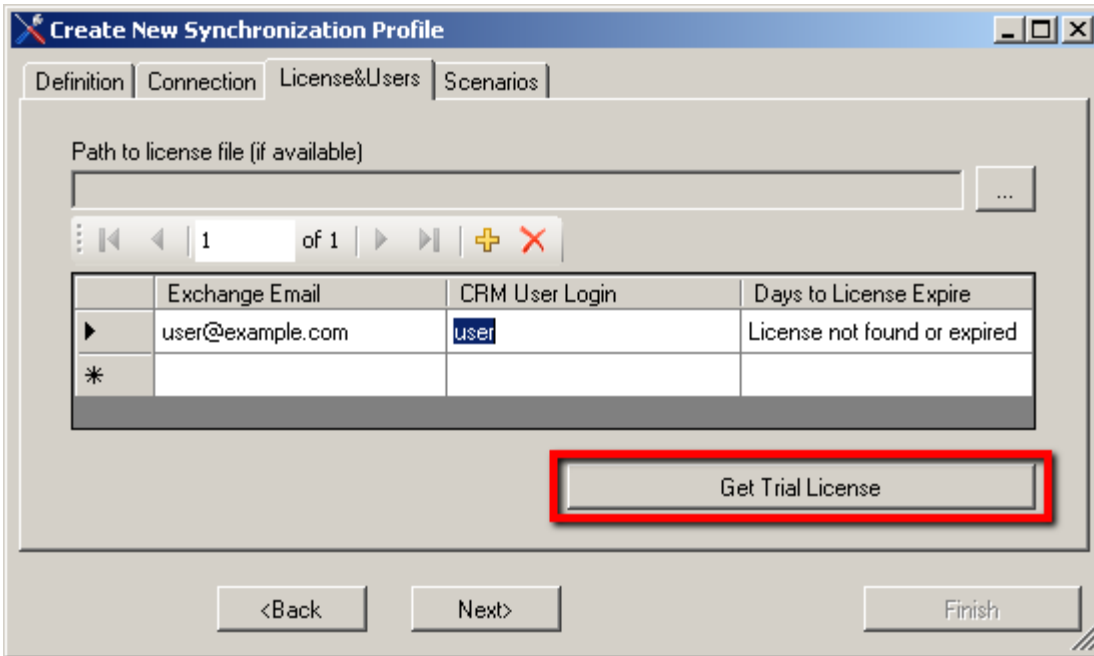 Create New Synchronization Profile
Definition Connection License&Users Scenarios
Path to license file (if available)
...
1 of 1
Exchange Email CRM User Login Days to License Expire
user@example.com user License not found or expired
Get Trial License
<Back Next> Finish